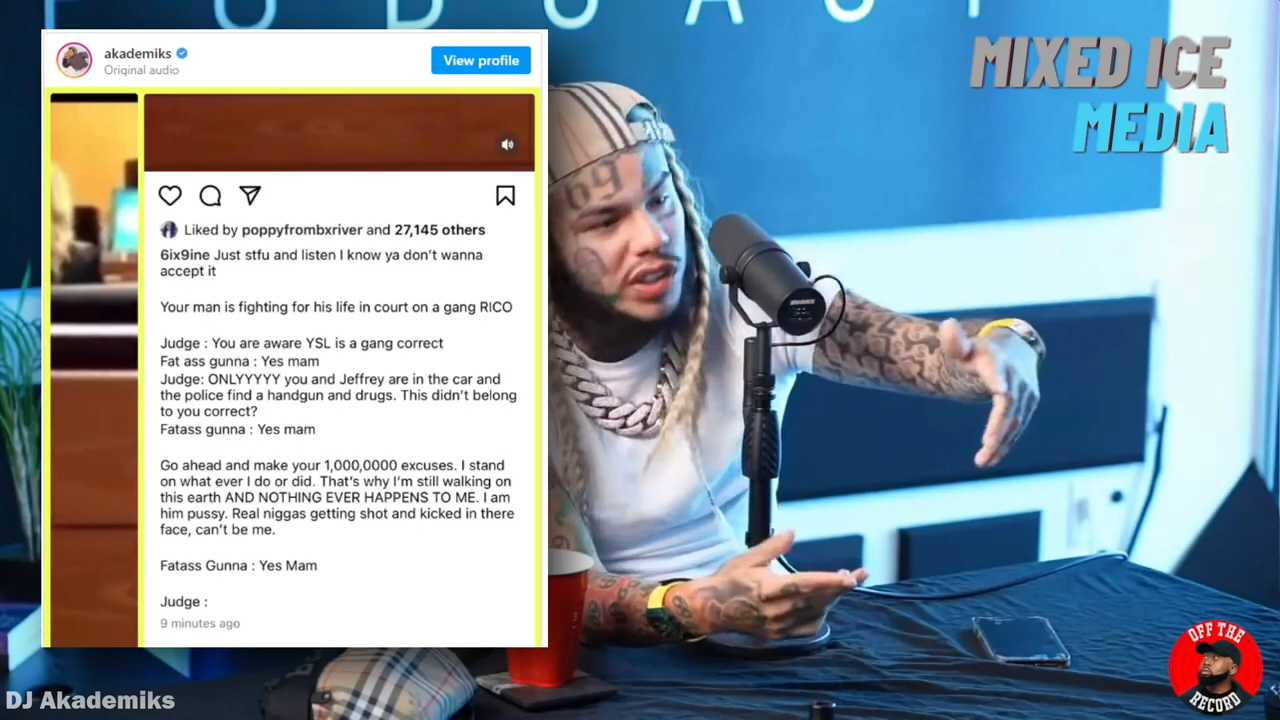 PODCAST
akademiks
Original audio
View profile
MIXED ICE
MEDIA
69
Liked by poppyfrombxriver and 27,145 others
6ix9ine Just stfu and listen I know ya don't wanna
accept it
Your man is fighting for his life in court on a gang RICO
Judge : You are aware YSL is a gang correct
Fat ass gunna : Yes mam
Judge: ONLYYYYY you and Jeffrey are in the car and
the police find a handgun and drugs. This didn't belong
to you correct?
Fatass gunna : Yes mam
Go ahead and make your 1,000,0000 excuses. I stand
on what ever I do or did. That's why I'm still walking on
this earth AND NOTHING EVER HAPPENS TO ME. I am
him pussy. Real niggas getting shot and kicked in there
face, can't be me.
Fatass Gunna : Yes Mam
Judge :
9 minutes ago
DJ Akademiks
OFF THE
RECORD